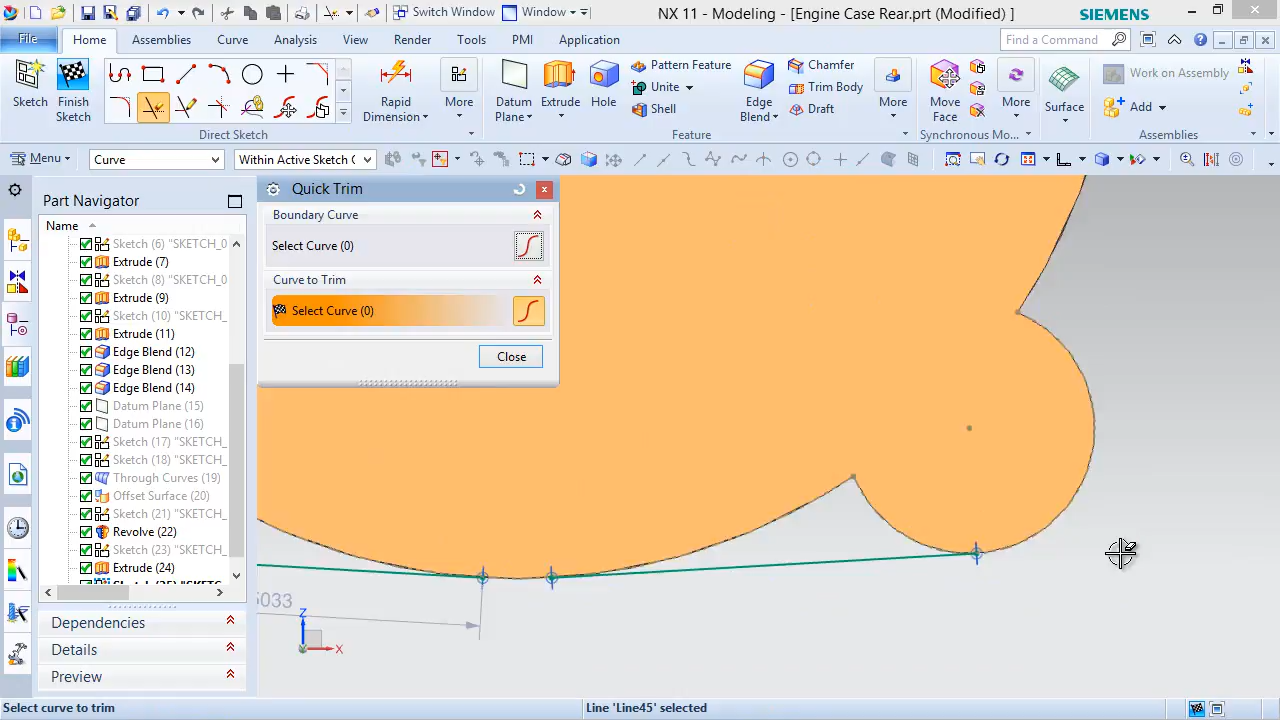 Switch Window Window NX 11 - Modeling - [Engine Case Rear.prt (Modified) ] SIEMENS
File Home Assemblies Curve Analysis View Render Tools PMI Application Find a Command
Sketch Finish Sketch Rapid Dimension More Datum Plane Extrude Hole Pattern Feature Unite Shell Edge Blend Chamfer Trim Body Draft More Move Face More Surface Work on Assembly Add
Direct Sketch Feature Synchronous Mo... Assemblies
Menu Curve Within Active Sketch
Part Navigator
Name
Sketch (6) "SKETCH_0
Extrude (7)
Sketch (8) "SKETCH_0
Extrude (9)
Sketch (10) "SKETCH_
Extrude (11)
Edge Blend (12)
Edge Blend (13)
Edge Blend (14)
Datum Plane (15)
Datum Plane (16)
Sketch (17) "SKETCH_
Sketch (18) "SKETCH_
Through Curves (19)
Offset Surface (20)
Sketch (21) "SKETCH_
Revolve (22)
Sketch (23) "SKETCH_
Extrude (24)
Dependencies
Details
Preview
Quick Trim
Boundary Curve
Select Curve (0)
Curve to Trim
Select Curve (0)
Close
5033
Z
X
Select curve to trim Line 'Line45' selected